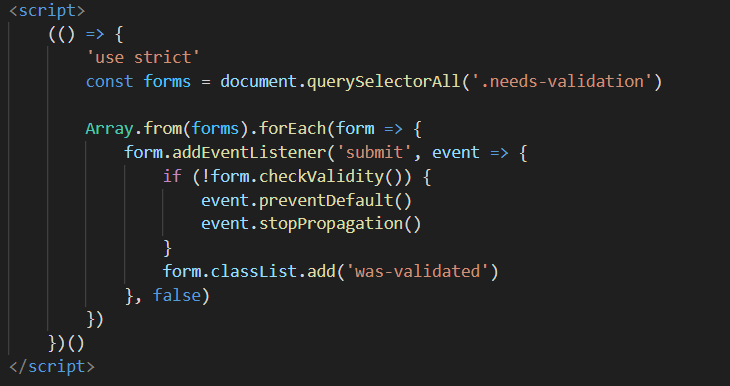 <script>
    (() => {
        'use strict'
        const forms = document.querySelectorAll('.needs-validation')

        Array.from(forms).forEach(form => {
            form.addEventListener('submit', event => {
                if (!form.checkValidity()) {
                    event.preventDefault()
                    event.stopPropagation()
                }
                form.classList.add('was-validated')
            }, false)
        })
    })()
</script>